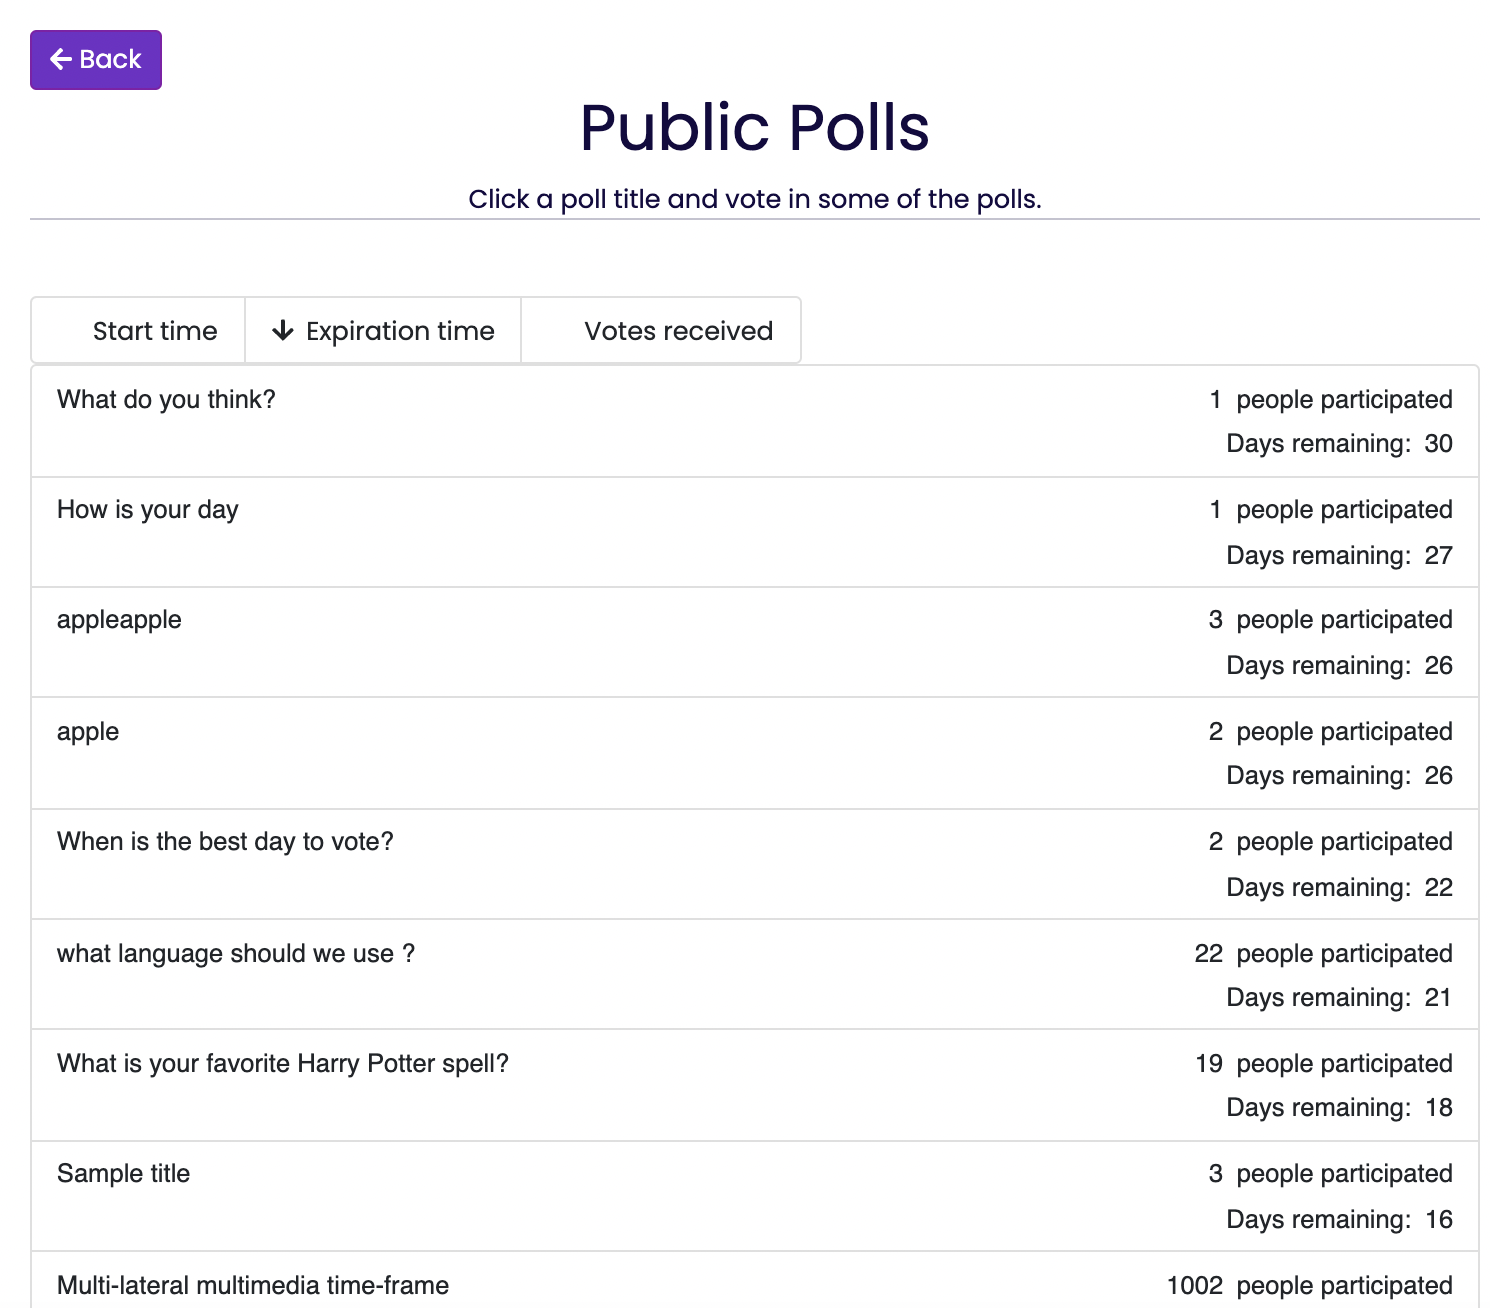 Back
Public Polls
Click a poll title and vote in some of the polls.
Start time Expiration time Votes received
What do you think? 1 people participated
Days remaining: 30
How is your day 1 people participated
Days remaining: 27
appleapple 3 people participated
Days remaining: 26
apple 2 people participated
Days remaining: 26
When is the best day to vote? 2 people participated
Days remaining: 22
what language should we use ? 22 people participated
Days remaining: 21
What is your favorite Harry Potter spell? 19 people participated
Days remaining: 18
Sample title 3 people participated
Days remaining: 16
Multi-lateral multimedia time-frame 1002 people participated